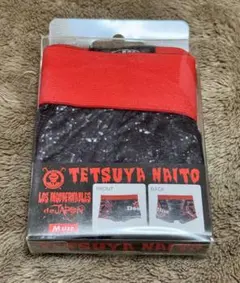 TETSUYA NAITO
LOS INGOBERNABLES
de JAPON
FRONT
BACK
M size